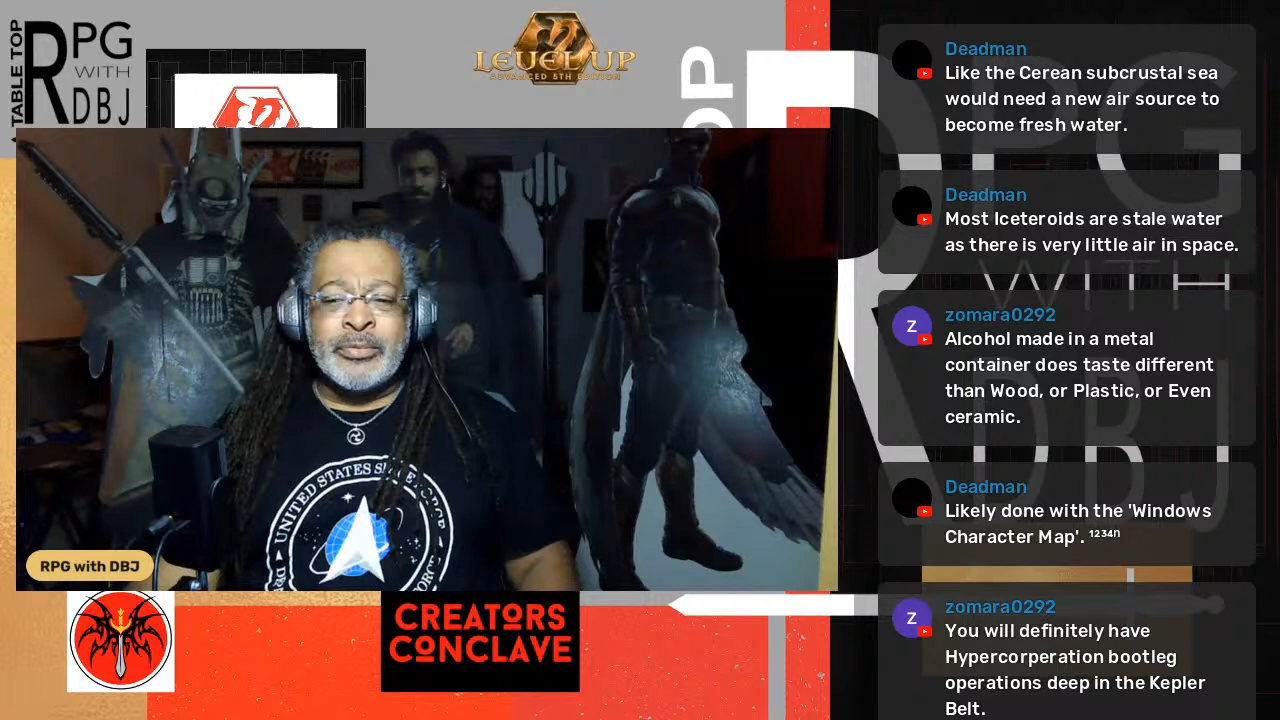 TABLE TOP
RPG
WITH
DBJ
LEVEL UP
ADVANCED 5TH EDITION
Deadman
Like the Cerean subcrustal sea
would need a new air source to
become fresh water.
Deadman
Most Iceteroids are stale water
as there is very little air in space.
Z
zomara0292
Alcohol made in a metal
container does taste different
than Wood, or Plastic, or Even
ceramic.
Deadman
Likely done with the 'Windows
Character Map'. ¹²³⁴ⁿ
Z
zomara0292
You will definitely have
Hypercorperation bootleg
operations deep in the Kepler
Belt.
UNITED STATES
RPG with DBJ
CREATORS
CONCLAVE